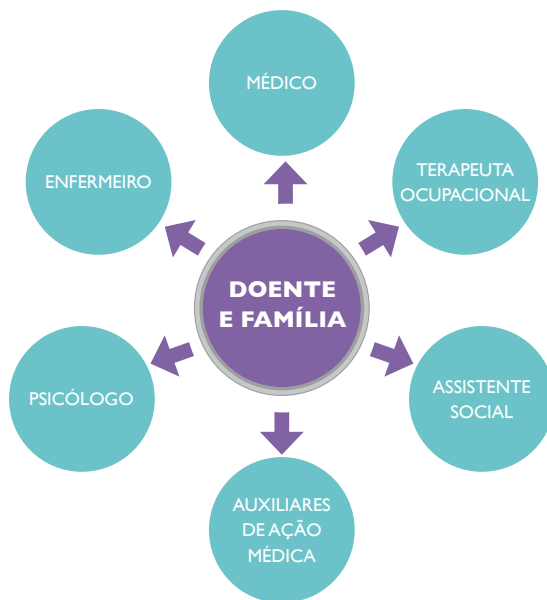 MÉDICO
ENFERMEIRO
TERAPEUTA
OCUPACIONAL
DOENTE
E FAMÍLIA
PSICÓLOGO
ASSISTENTE
SOCIAL
AUXILIARES
DE AÇÃO
MÉDICA